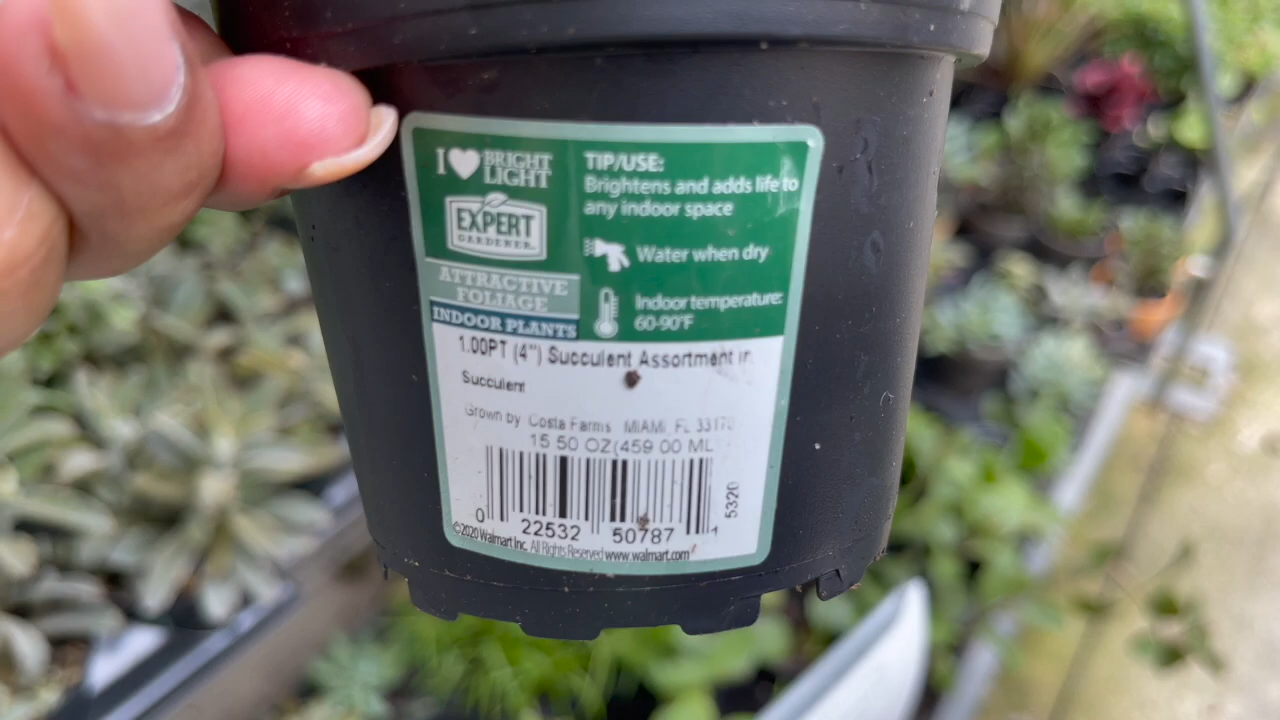 I ♥ BRIGHT LIGHT
EXPERT
GARDENER
ATTRACTIVE
FOLIAGE
INDOOR PLANTS
TIP/USE:
Brightens and adds life to
any indoor space
Water when dry
Indoor temperature:
60-90°F
1.00PT (4") Succulent Assortment in
Succulent
Grown by Costa Farms MIAMI FL
15 50 OZ(459 00 ML
5320
0 22532 50787 1
©2020 Walmart Inc. All Rights Reserved www.walmart.com